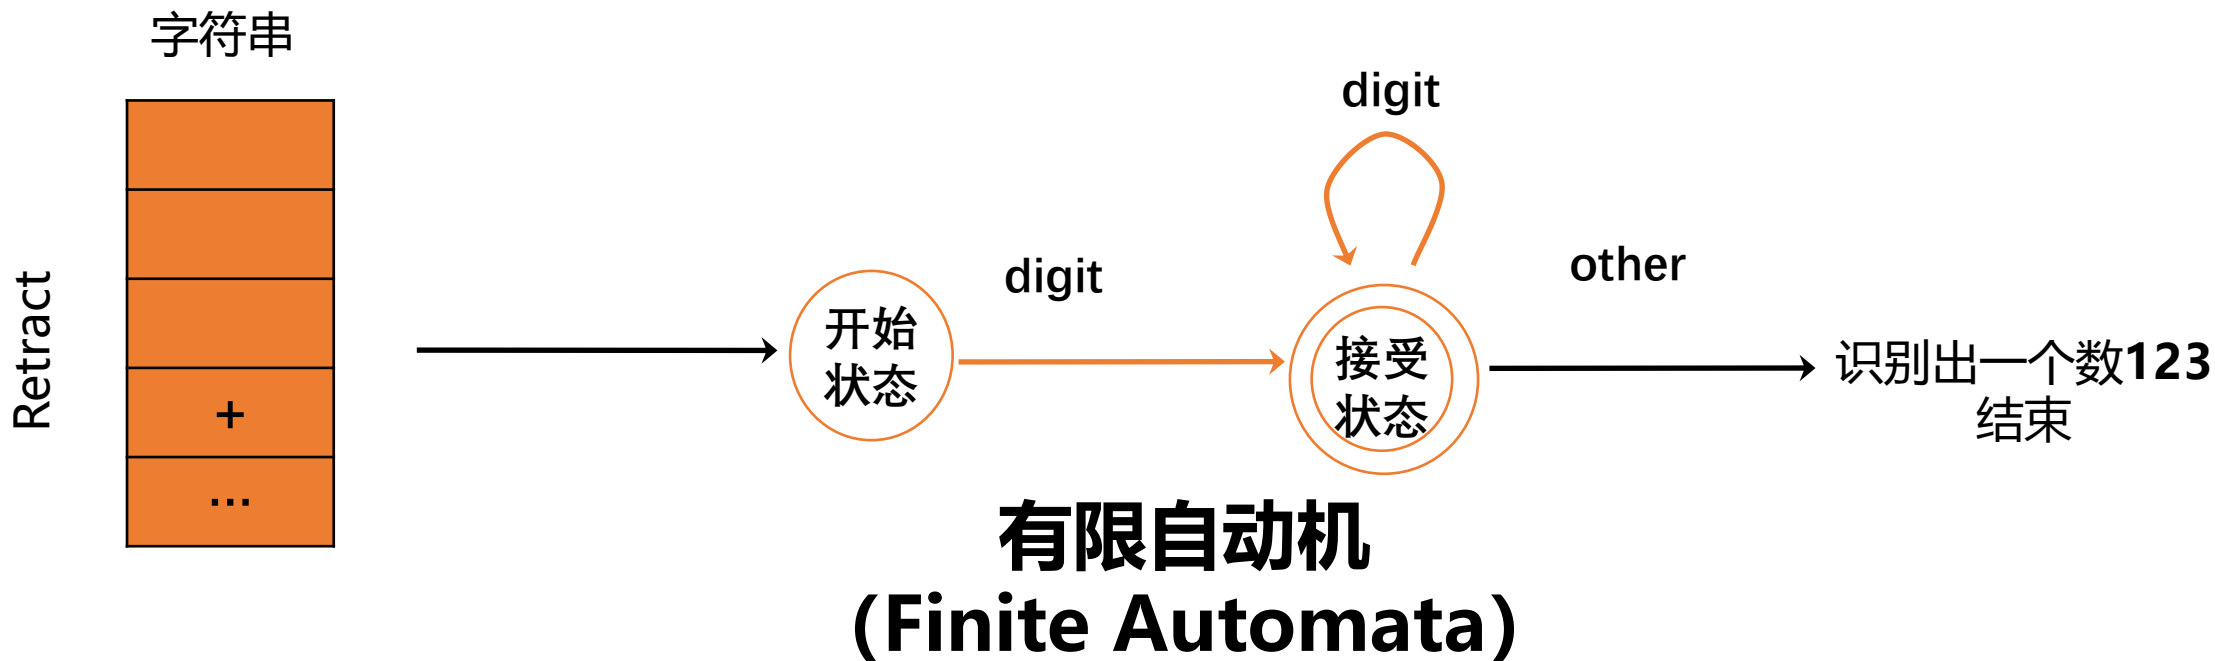 字符串
Retract
+
...
开始
状态
digit
digit
接受
状态
other
识别出一个数123
结束
有限自动机
（Finite Automata）